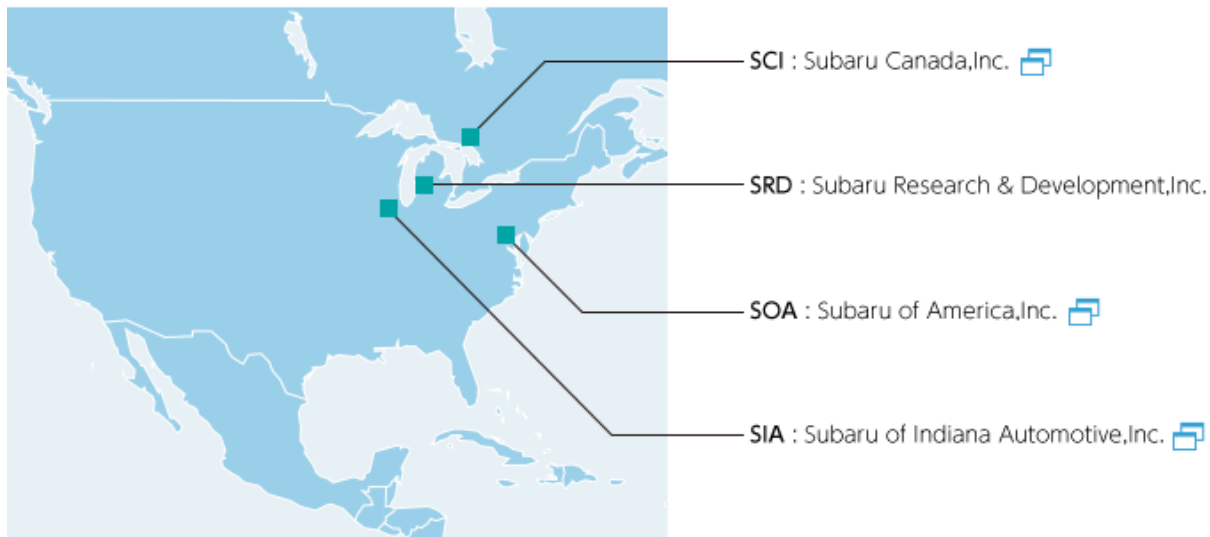 SCI : Subaru Canada,Inc.
SRD : Subaru Research & Development,Inc.
SOA : Subaru of America,Inc.
SIA : Subaru of Indiana Automotive,Inc.